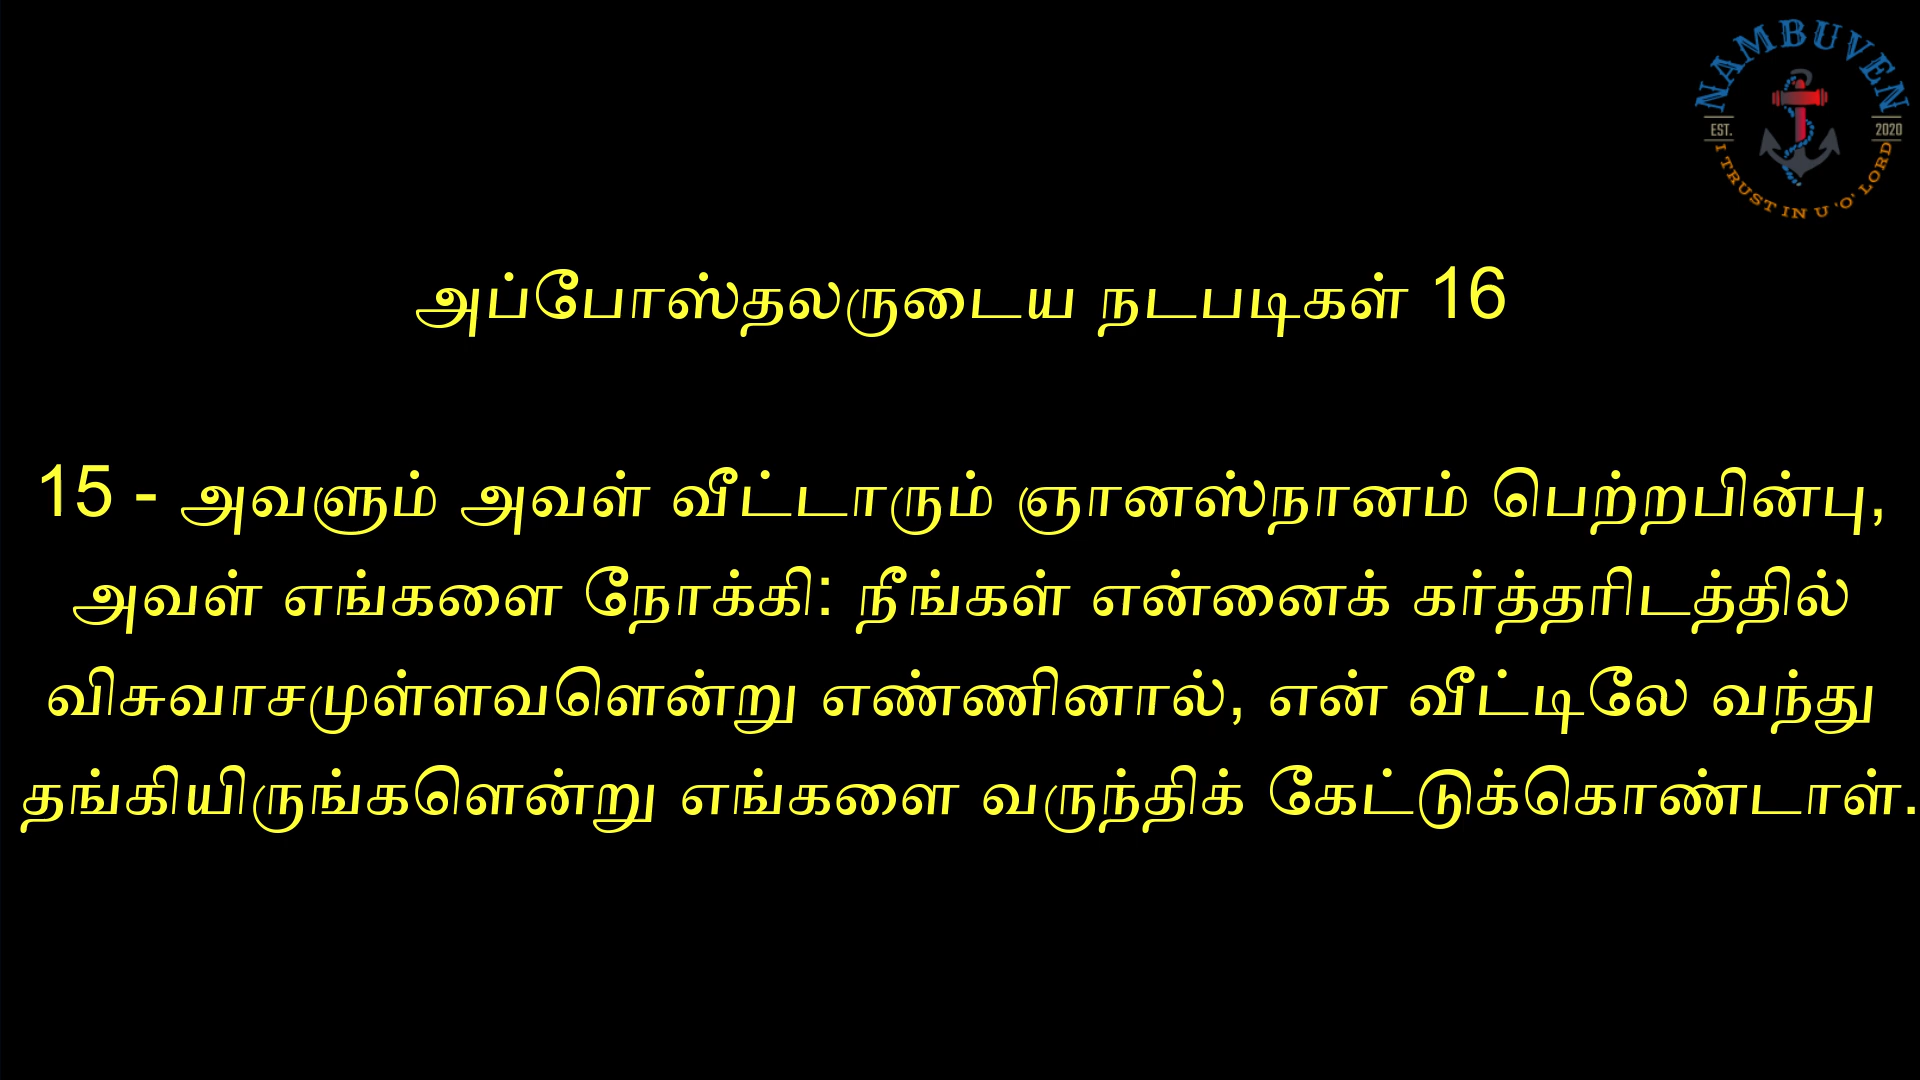 NAMBUVEN
EST. 2020
I TRUST IN U 'O' LORD
அப்போஸ்தலருடைய நடபடிகள் 16
15 - அவளும் அவள் வீட்டாரும் ஞானஸ்நானம் பெற்றபின்பு,
அவள் எங்களை நோக்கி: நீங்கள் என்னைக் கர்த்தரிடத்தில்
விசுவாசமுள்ளவளென்று எண்ணினால், என் வீட்டிலே வந்து
தங்கியிருங்களென்று எங்களை வருந்திக் கேட்டுக்கொண்டாள்.